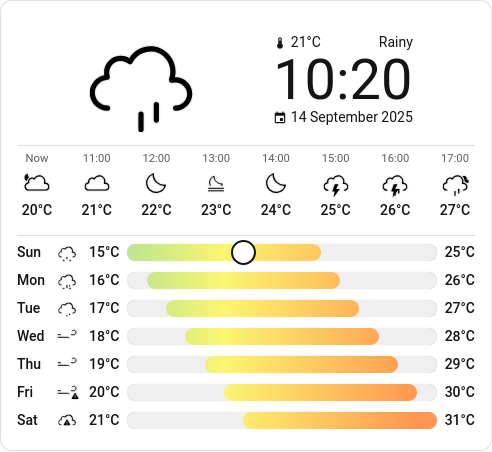 21°C Rainy
10:20
14 September 2025
Now 11:00 12:00 13:00 14:00 15:00 16:00 17:00
20°C 21°C 22°C 23°C 24°C 25°C 26°C 27°C
Sun 15°C 25°C
Mon 16°C 26°C
Tue 17°C 27°C
Wed 18°C 28°C
Thu 19°C 29°C
Fri 20°C 30°C
Sat 21°C 31°C